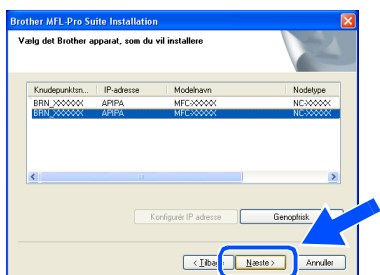 Brother MFL-Pro Suite Installation
Vælg det Brother apparat, som du vil installere
Knudepunktsn... IP-adresse Modelnavn Nodetype
BRN_XXXXXX APIPA MFC-XXXXX NC-XXXXX
BRN_XXXXXX APIPA MFC-XXXXX NC-XXXXX
Konfigurér IP adresse Genopfrisk
< Tilbage Næste > Annuller